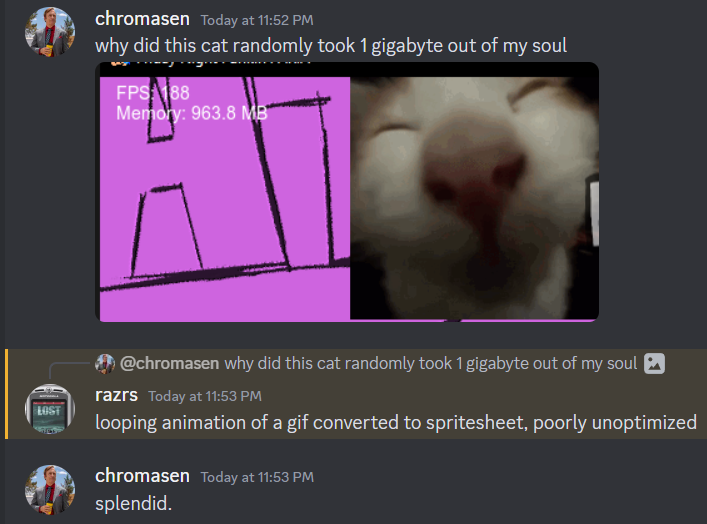 chromasen Today at 11:52 PM
why did this cat randomly took 1 gigabyte out of my soul
FPS: 188
Memory: 963.8 MB
@chromasen why did this cat randomly took 1 gigabyte out of my soul
razrs Today at 11:53 PM
LOST
looping animation of a gif converted to spritesheet, poorly unoptimized
chromasen Today at 11:53 PM
splendid.